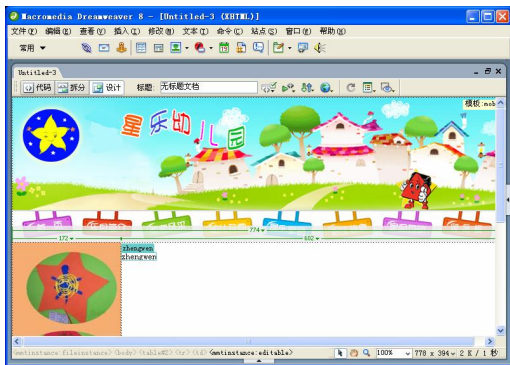 Macromedia Dreamweaver 8 - [Untitled-3 (XHTML)]
文件(F) 编辑(E) 查看(V) 插入(I) 修改(M) 文本(T) 命令(C) 站点(S) 窗口(W) 帮助(H)
常用
Untitled-3
代码 拆分 设计 标题: 无标题文档
模板:mob
星乐幼儿园
774
172 602
zhengwen
zhengwen
<mmtinstance:fileinstance> <body> <table#2> <tr> <td> <mmtinstance:editable> 100% 778 x 394 2 K / 1 秒